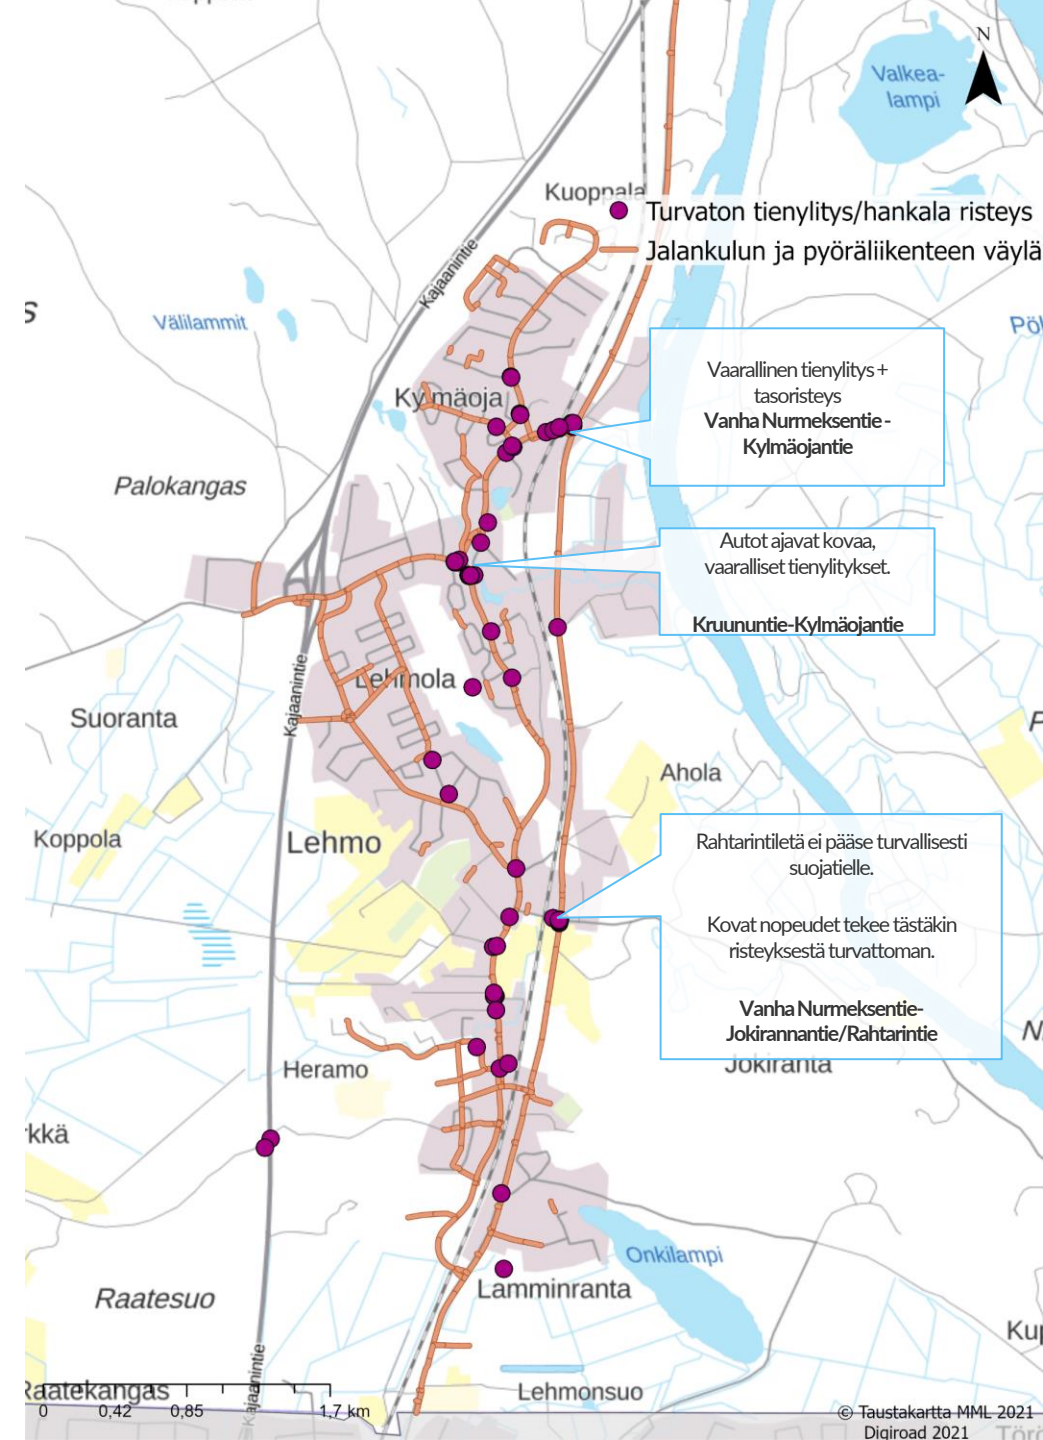 N
Valkea-
lampi
Kuoppala
Turvaton tienylitys/hankala risteys
Jalankulun ja pyöräliikenteen väylä
Kajaanintie
Välilammit
Vaarallinen tienylitys +
tasoristeys
Vanha Nurmeksentie -
Kylmäojantie
Kylmäoja
Palokangas
Autot ajavat kovaa,
vaaralliset tienylitykset.
Kruununtie-Kylmäojantie
Kajaanintie
Lehmola
Suoranta
Ahola
Koppola
Lehmo
Rahtarintiletä ei pääse turvallisesti
suojatielle.
Kovat nopeudet tekee tästäkin
risteyksestä turvattoman.
Vanha Nurmeksentie-
Jokirannantie/Rahtarintie
Jokiranta
Heramo
kkä
Onkilampi
Lamminranta
Raatesuo
Kajaanintie
Raatekangas
Lehmonsuo
0 0,42 0,85 1,7 km
© Taustakartta MML 2021
Digiroad 2021